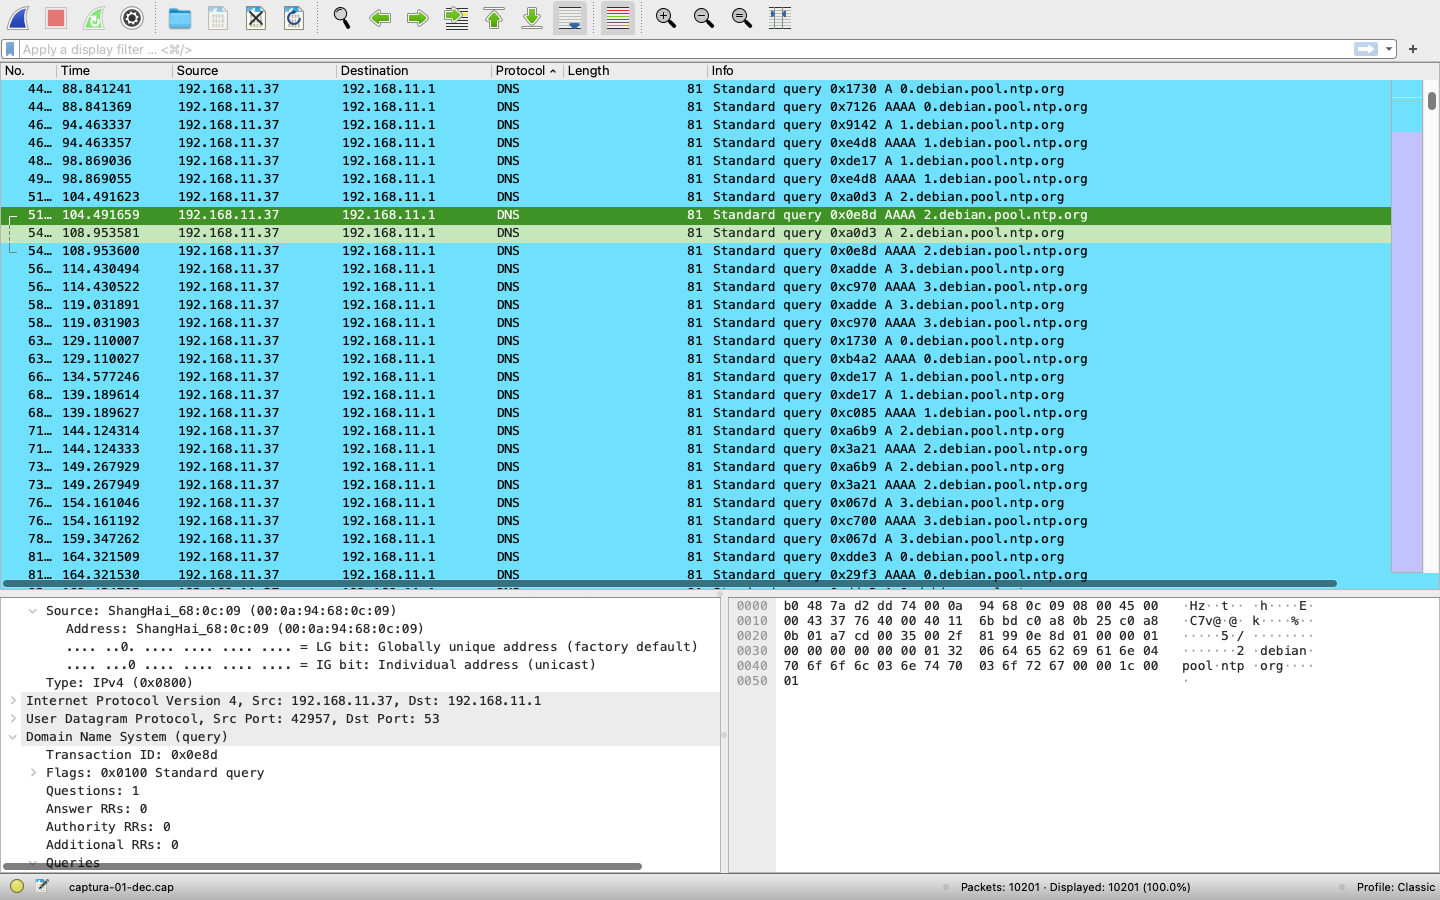 Apply a display filter ... <⌘/>
No. Time Source Destination Protocol Length Info
44… 88.841241 192.168.11.37 192.168.11.1 DNS 81 Standard query 0x1730 A 0.debian.pool.ntp.org
44… 88.841369 192.168.11.37 192.168.11.1 DNS 81 Standard query 0x7126 AAAA 0.debian.pool.ntp.org
46… 94.463337 192.168.11.37 192.168.11.1 DNS 81 Standard query 0x9142 A 1.debian.pool.ntp.org
46… 94.463357 192.168.11.37 192.168.11.1 DNS 81 Standard query 0xe4d8 AAAA 1.debian.pool.ntp.org
48… 98.869036 192.168.11.37 192.168.11.1 DNS 81 Standard query 0xde17 A 1.debian.pool.ntp.org
49… 98.869055 192.168.11.37 192.168.11.1 DNS 81 Standard query 0xe4d8 AAAA 1.debian.pool.ntp.org
51… 104.491623 192.168.11.37 192.168.11.1 DNS 81 Standard query 0xa0d3 A 2.debian.pool.ntp.org
51… 104.491659 192.168.11.37 192.168.11.1 DNS 81 Standard query 0x0e8d AAAA 2.debian.pool.ntp.org
54… 108.953581 192.168.11.37 192.168.11.1 DNS 81 Standard query 0xa0d3 A 2.debian.pool.ntp.org
54… 108.953600 192.168.11.37 192.168.11.1 DNS 81 Standard query 0x0e8d AAAA 2.debian.pool.ntp.org
56… 114.430494 192.168.11.37 192.168.11.1 DNS 81 Standard query 0xadde A 3.debian.pool.ntp.org
56… 114.430522 192.168.11.37 192.168.11.1 DNS 81 Standard query 0xc970 AAAA 3.debian.pool.ntp.org
58… 119.031891 192.168.11.37 192.168.11.1 DNS 81 Standard query 0xadde A 3.debian.pool.ntp.org
58… 119.031903 192.168.11.37 192.168.11.1 DNS 81 Standard query 0xc970 AAAA 3.debian.pool.ntp.org
63… 129.110007 192.168.11.37 192.168.11.1 DNS 81 Standard query 0x1730 A 0.debian.pool.ntp.org
63… 129.110027 192.168.11.37 192.168.11.1 DNS 81 Standard query 0xb4a2 AAAA 0.debian.pool.ntp.org
66… 134.577246 192.168.11.37 192.168.11.1 DNS 81 Standard query 0xde17 A 1.debian.pool.ntp.org
68… 139.189614 192.168.11.37 192.168.11.1 DNS 81 Standard query 0xde17 A 1.debian.pool.ntp.org
68… 139.189627 192.168.11.37 192.168.11.1 DNS 81 Standard query 0xc085 AAAA 1.debian.pool.ntp.org
71… 144.124314 192.168.11.37 192.168.11.1 DNS 81 Standard query 0xa6b9 A 2.debian.pool.ntp.org
71… 144.124333 192.168.11.37 192.168.11.1 DNS 81 Standard query 0x3a21 AAAA 2.debian.pool.ntp.org
73… 149.267929 192.168.11.37 192.168.11.1 DNS 81 Standard query 0xa6b9 A 2.debian.pool.ntp.org
73… 149.267949 192.168.11.37 192.168.11.1 DNS 81 Standard query 0x3a21 AAAA 2.debian.pool.ntp.org
76… 154.161046 192.168.11.37 192.168.11.1 DNS 81 Standard query 0x067d A 3.debian.pool.ntp.org
76… 154.161192 192.168.11.37 192.168.11.1 DNS 81 Standard query 0xc700 AAAA 3.debian.pool.ntp.org
78… 159.347262 192.168.11.37 192.168.11.1 DNS 81 Standard query 0x067d A 3.debian.pool.ntp.org
81… 164.321509 192.168.11.37 192.168.11.1 DNS 81 Standard query 0xdde3 A 0.debian.pool.ntp.org
81… 164.321530 192.168.11.37 192.168.11.1 DNS 81 Standard query 0x29f3 AAAA 0.debian.pool.ntp.org
Source: ShangHai_68:0c:09 (00:0a:94:68:0c:09)
Address: ShangHai_68:0c:09 (00:0a:94:68:0c:09)
.... ..0. .... .... .... .... = LG bit: Globally unique address (factory default)
.... ...0 .... .... .... .... = IG bit: Individual address (unicast)
Type: IPv4 (0x0800)
Internet Protocol Version 4, Src: 192.168.11.37, Dst: 192.168.11.1
User Datagram Protocol, Src Port: 42957, Dst Port: 53
Domain Name System (query)
Transaction ID: 0x0e8d
Flags: 0x0100 Standard query
Questions: 1
Answer RRs: 0
Authority RRs: 0
Additional RRs: 0
Queries
0000 b0 48 7a d2 dd 74 00 0a 94 68 0c 09 08 00 45 00 ·Hz··t·· ·h····E·
0010 00 43 37 76 40 00 40 11 6b bd c0 a8 0b 25 c0 a8 ·C7v@·@· k····%··
0020 0b 01 a7 cd 00 35 00 2f 81 99 0e 8d 01 00 00 01 ·····5·/ ········
0030 00 00 00 00 00 00 01 32 06 64 65 62 69 61 6e 04 ·······2 ·debian·
0040 70 6f 6f 6c 03 6e 74 70 03 6f 72 67 00 00 1c 00 pool·ntp ·org····
0050 01 ·
captura-01-dec.cap Packets: 10201 · Displayed: 10201 (100.0%) Profile: Classic